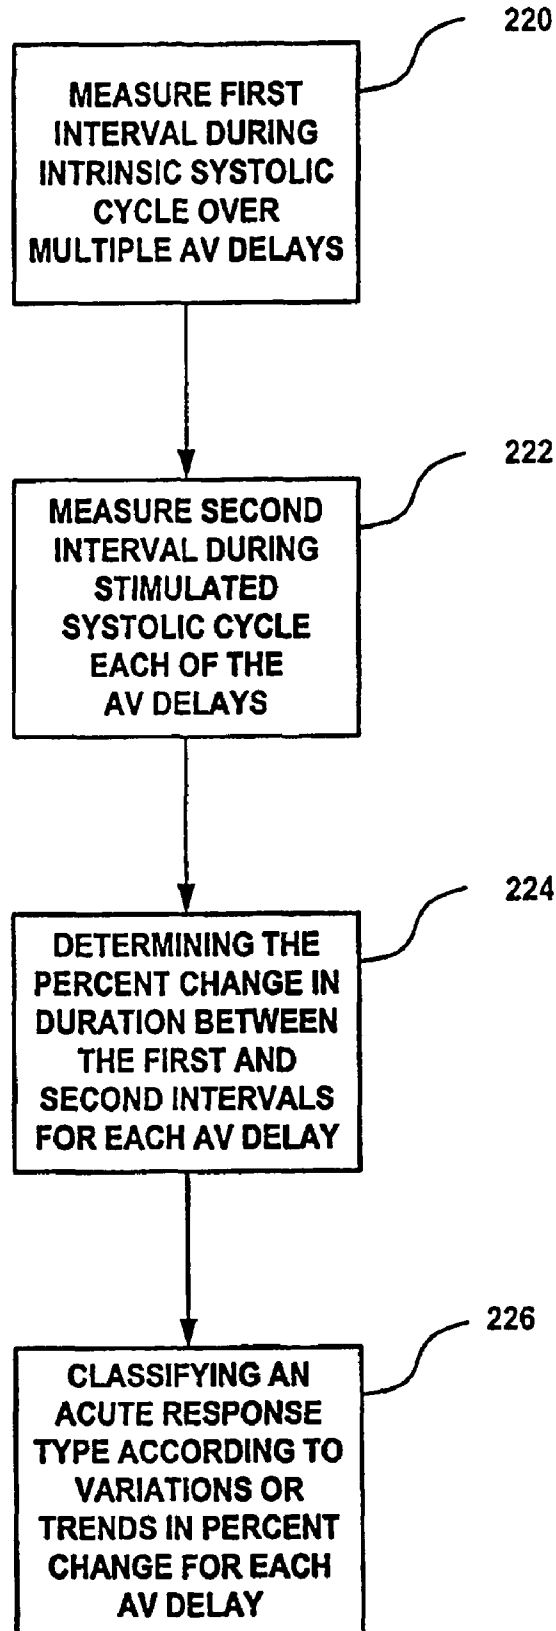 220
MEASURE FIRST
INTERVAL DURING
INTRINSIC SYSTOLIC
CYCLE OVER
MULTIPLE AV DELAYS
222
MEASURE SECOND
INTERVAL DURING
STIMULATED
SYSTOLIC CYCLE
EACH OF THE
AV DELAYS
224
DETERMINING THE
PERCENT CHANGE IN
DURATION BETWEEN
THE FIRST AND
SECOND INTERVALS
FOR EACH AV DELAY
226
CLASSIFYING AN
ACUTE RESPONSE
TYPE ACCORDING TO
VARIATIONS OR
TRENDS IN PERCENT
CHANGE FOR EACH
AV DELAY